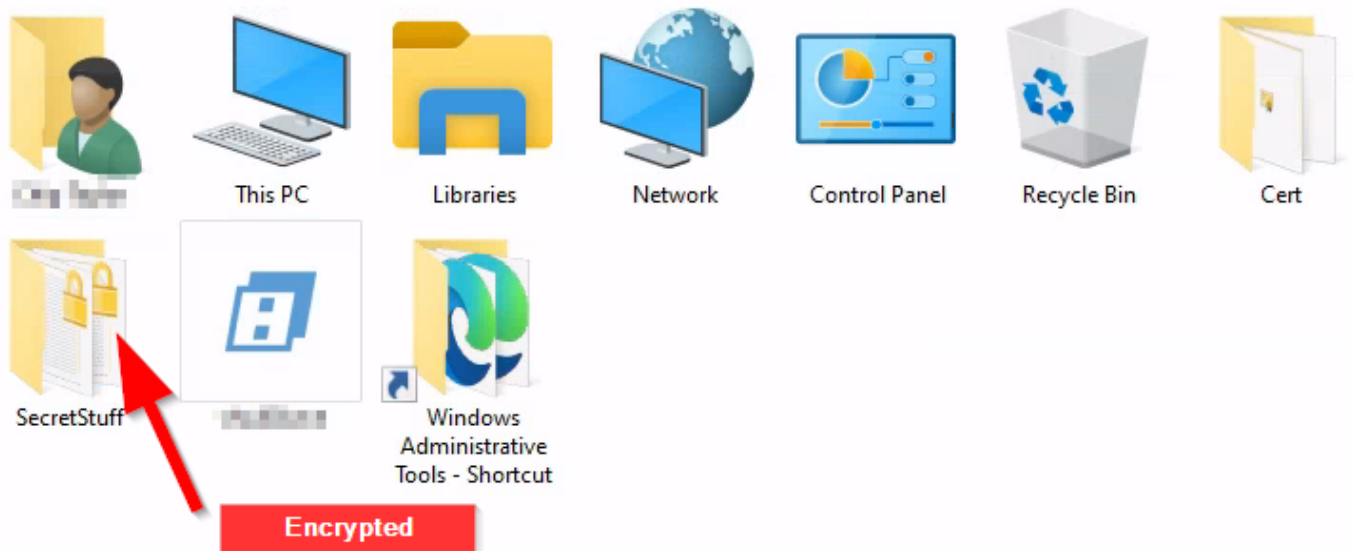 This PC
Libraries
Network
Control Panel
Recycle Bin
Cert
SecretStuff
Windows
Administrative
Tools - Shortcut
Encrypted